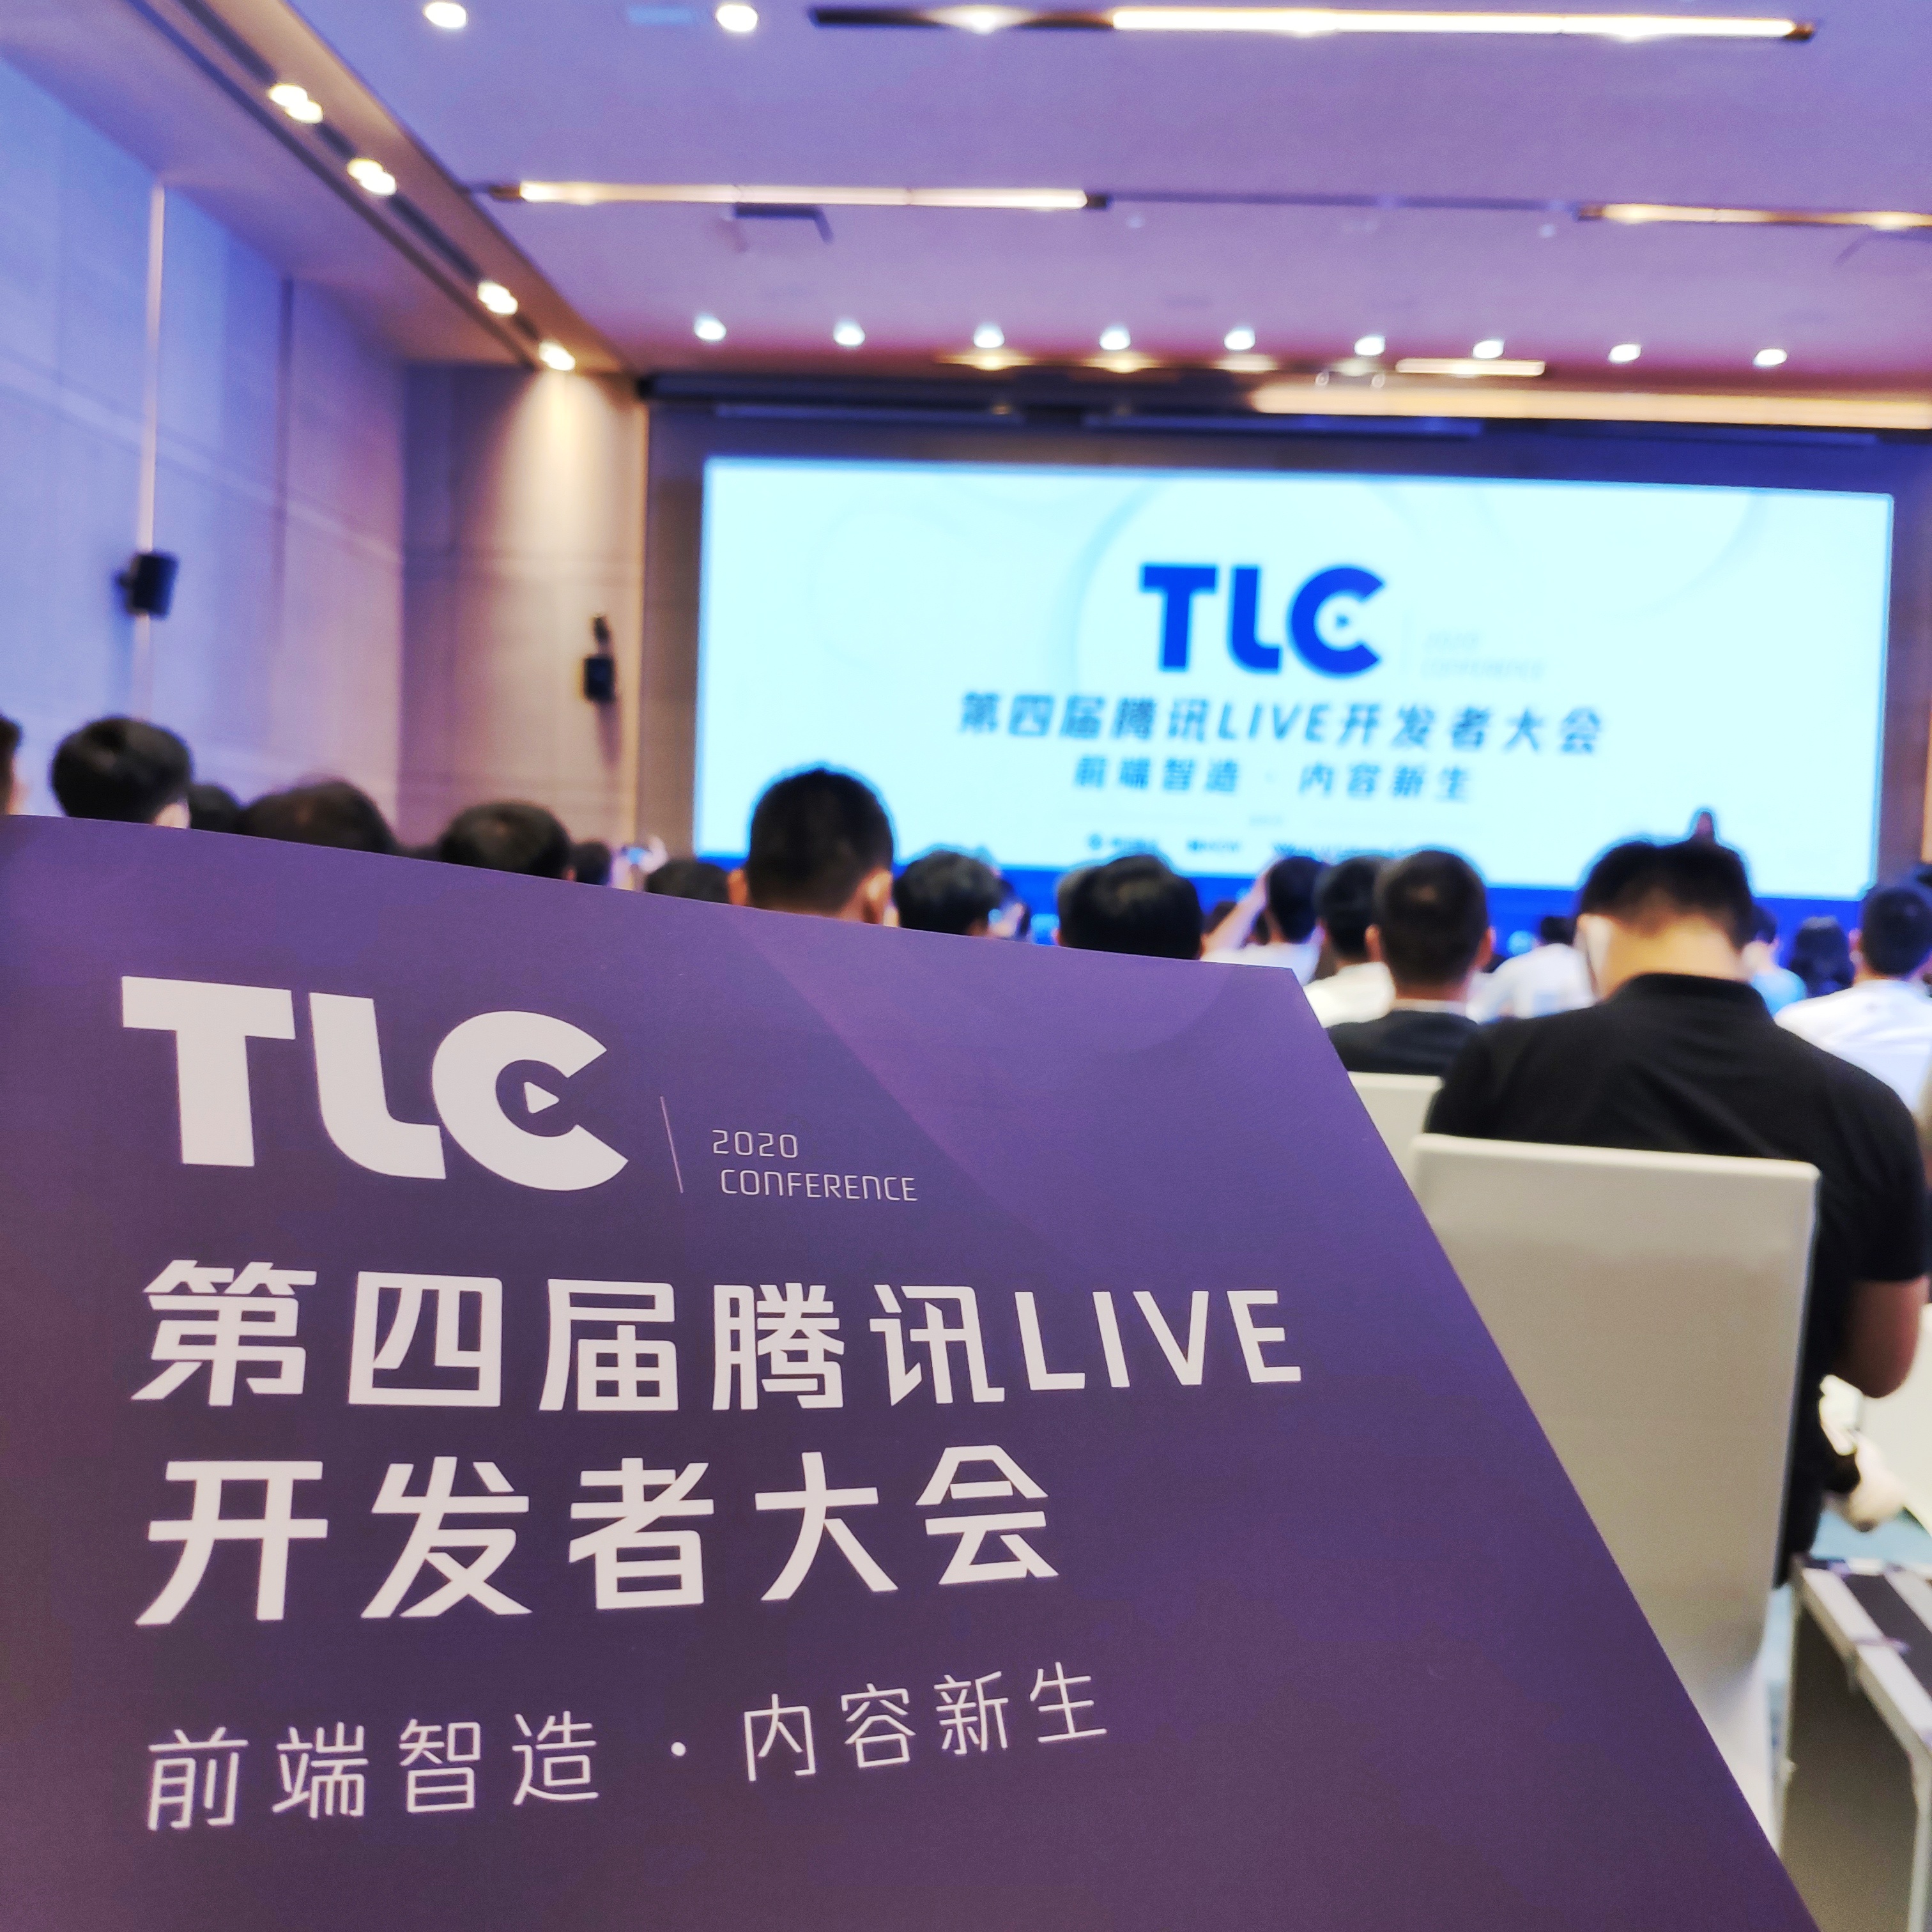 TLC
第四届腾讯LIVE开发者大会
前端智造 · 内容新生
TLC
2020
CONFERENCE
第四届腾讯LIVE
开发者大会
前端智造 · 内容新生